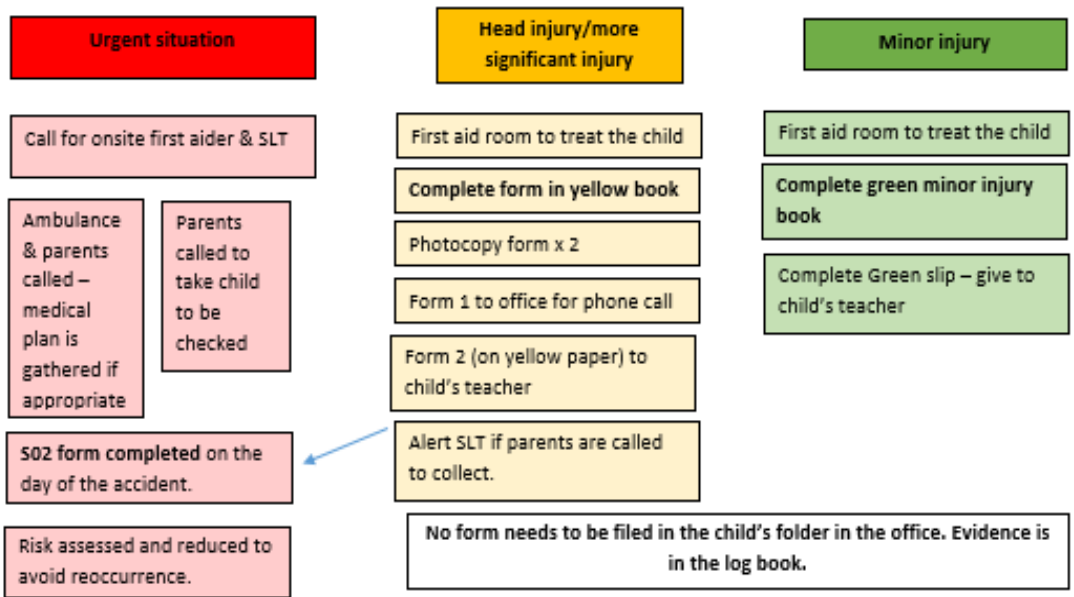 Urgent situation
Call for onsite first aider & SLT
Ambulance
& parents
called –
medical
plan is
gathered if
appropriate
Parents
called to
take child
to be
checked
S02 form completed on the
day of the accident.
Risk assessed and reduced to
avoid reoccurrence.
Head injury/more
significant injury
First aid room to treat the child
Complete form in yellow book
Photocopy form x 2
Form 1 to office for phone call
Form 2 (on yellow paper) to
child’s teacher
Alert SLT if parents are called
to collect.
Minor injury
First aid room to treat the child
Complete green minor injury
book
Complete Green slip – give to
child’s teacher
No form needs to be filed in the child’s folder in the office. Evidence is
in the log book.